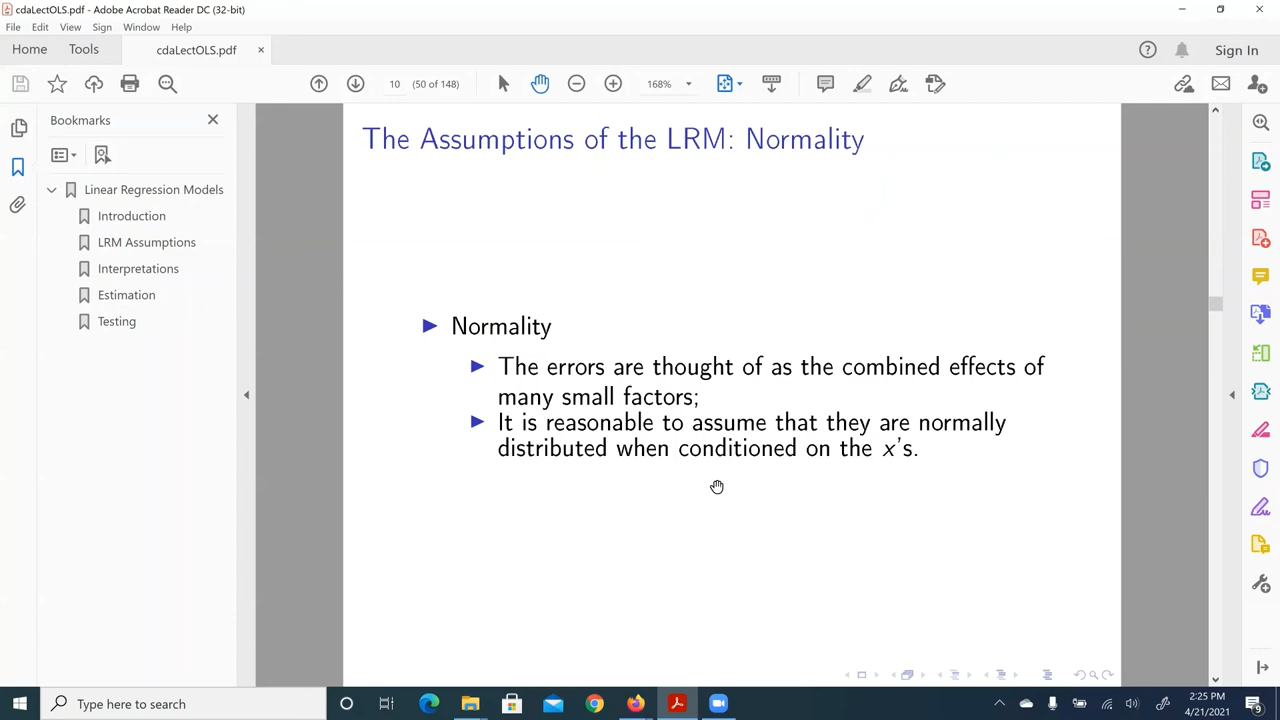 cdaLectOLS.pdf - Adobe Acrobat Reader DC (32-bit)
File Edit View Sign Window Help
Home Tools cdaLectOLS.pdf × Sign In
10 (50 of 148) 168%
Bookmarks
Linear Regression Models
Introduction
LRM Assumptions
Interpretations
Estimation
Testing
The Assumptions of the LRM: Normality
Normality
The errors are thought of as the combined effects of
many small factors;
It is reasonable to assume that they are normally
distributed when conditioned on the x's.
Type here to search
2:25 PM
4/21/2021
9